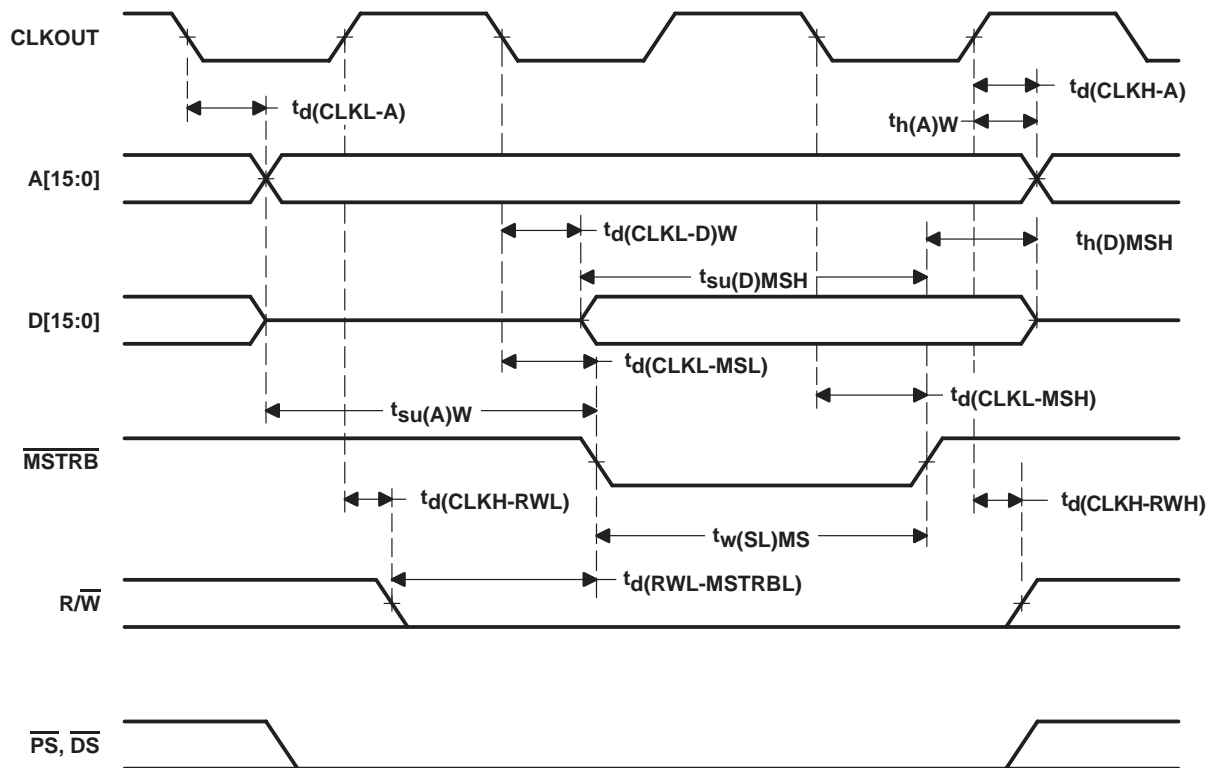 CLKOUT
td(CLKL-A)
td(CLKH-A)
th(A)W
A[15:0]
td(CLKL-D)W
th(D)MSH
tsu(D)MSH
D[15:0]
td(CLKL-MSL)
td(CLKL-MSH)
tsu(A)W
MSTRB
td(CLKH-RWL)
td(CLKH-RWH)
tw(SL)MS
td(RWL-MSTRBL)
R/W
PS, DS